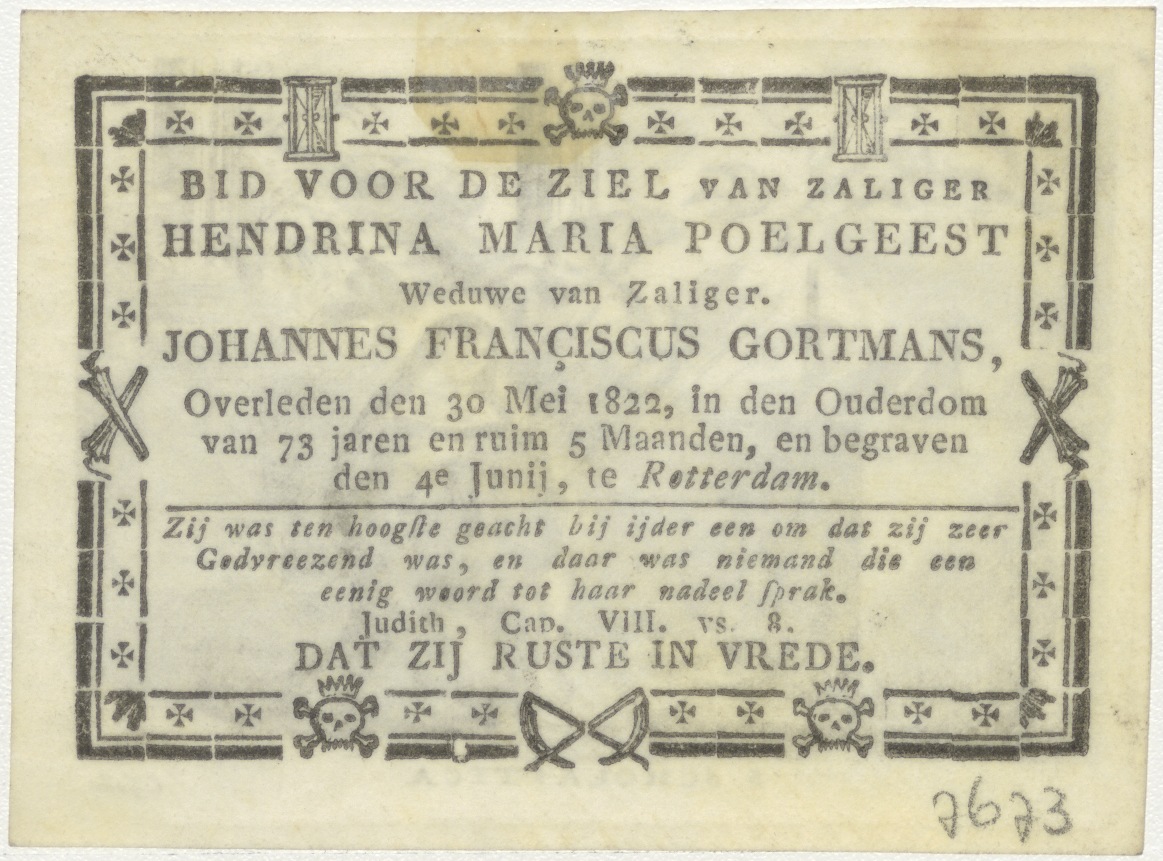 BID VOOR DE ZIEL VAN ZALIGER
HENDRINA MARIA POELGEEST
Weduwe van Zaliger.
JOHANNES FRANÇISCUS GORTMANS,
Overleden den 30 Mei 1822, in den Ouderdom
van 73 jaren en ruim 5 Maanden, en begraven
den 4e Junij, te Rotterdam.
Zij was ten hoogſte geacht bij ijder een om dat zij zeer
Godvreezend was, en daar was niemand die een
eenig woord tot haar nadeel ſprak.
Judith, Cap. VIII. vs. 8.
DAT ZIJ RUSTE IN VREDE.
7673